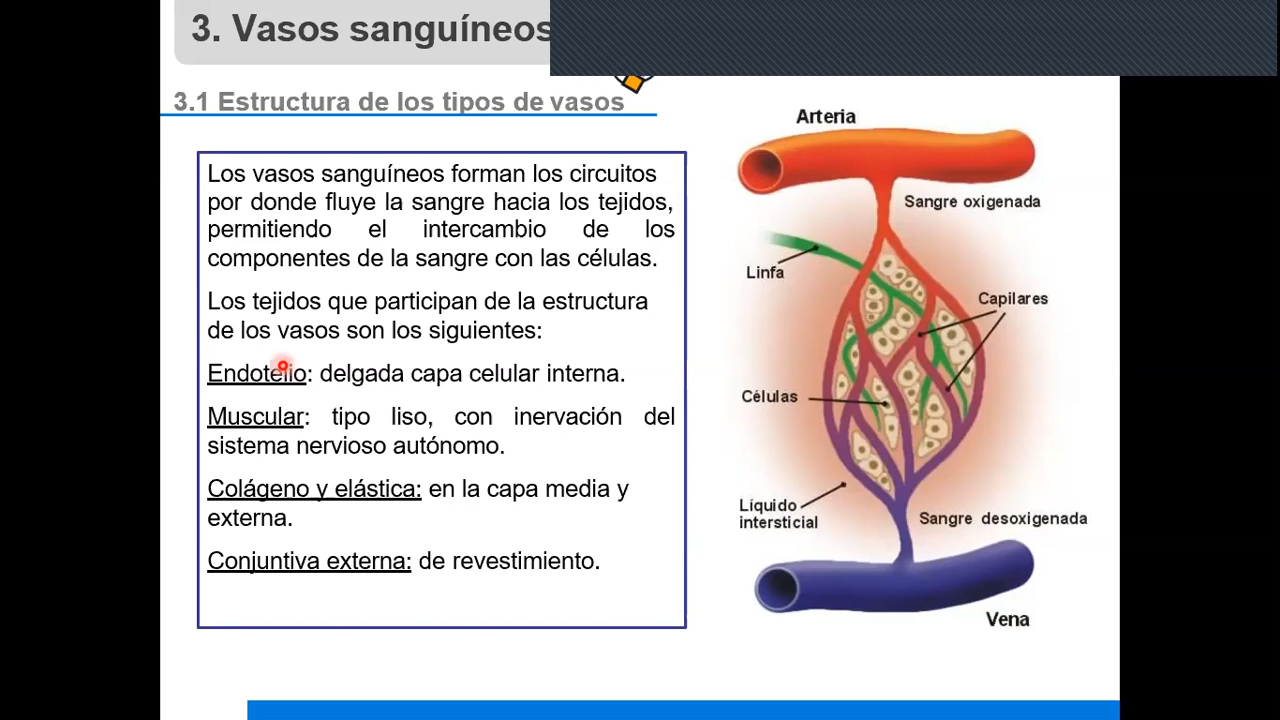 3. Vasos sanguíneos
3.1 Estructura de los tipos de vasos
Los vasos sanguíneos forman los circuitos
por donde fluye la sangre hacia los tejidos,
permitiendo el intercambio de los
componentes de la sangre con las células.
Los tejidos que participan de la estructura
de los vasos son los siguientes:
Endotelio: delgada capa celular interna.
Muscular: tipo liso, con inervación del
sistema nervioso autónomo.
Colágeno y elástica: en la capa media y
externa.
Conjuntiva externa: de revestimiento.
Arteria
Sangre oxigenada
Linfa
Capilares
Células
Líquido
intersticial
Sangre desoxigenada
Vena